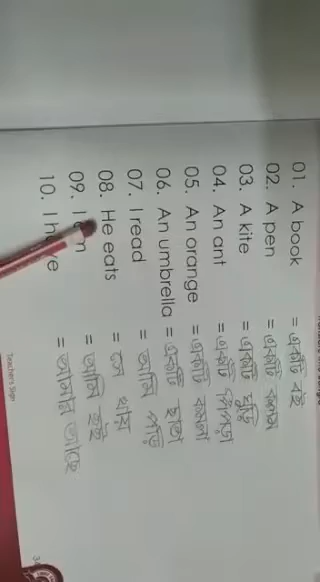 01. A book = একটি বই
02. A pen = একটি কলম
03. A kite = একটি ঘুড়ি
04. An ant = একটি পিপড়া
05. An orange = একটি কমলা
06. An umbrella = একটি ছাতা
07. I read = আমি পড়ি
08. He eats = সে খায়
09. I = আমি হই
10. I = আমার আছে
Teacher's Sign